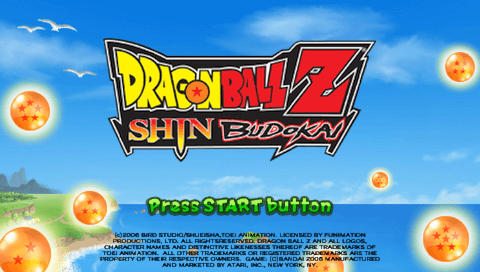 DRAGON BALL Z
SHIN BUDOKAI
Press START button
(c)2006 BIRD STUDIO/SHUEISHA,TOEI ANIMATION. LICENSED BY FUNIMATION
PRODUCTIONS, LTD. ALL RIGHTSRESERVED. DRAGON BALL Z AND ALL LOGOS,
CHARACTER NAMES AND DISTINCTIVE LIKENESSES THEREOF ARE TRADEMARKS OF
TOEI ANIMATION. ALL OTHER TRADEMARKS OR REGISTERED TRADEMARKS ARE THE
PROPERTY OF THEIR RESPECTIVE OWNERS. GAME: (C)BANDAI 2006 MANUFACTURED
AND MARKETED BY ATARI, INC., NEW YORK, NY.